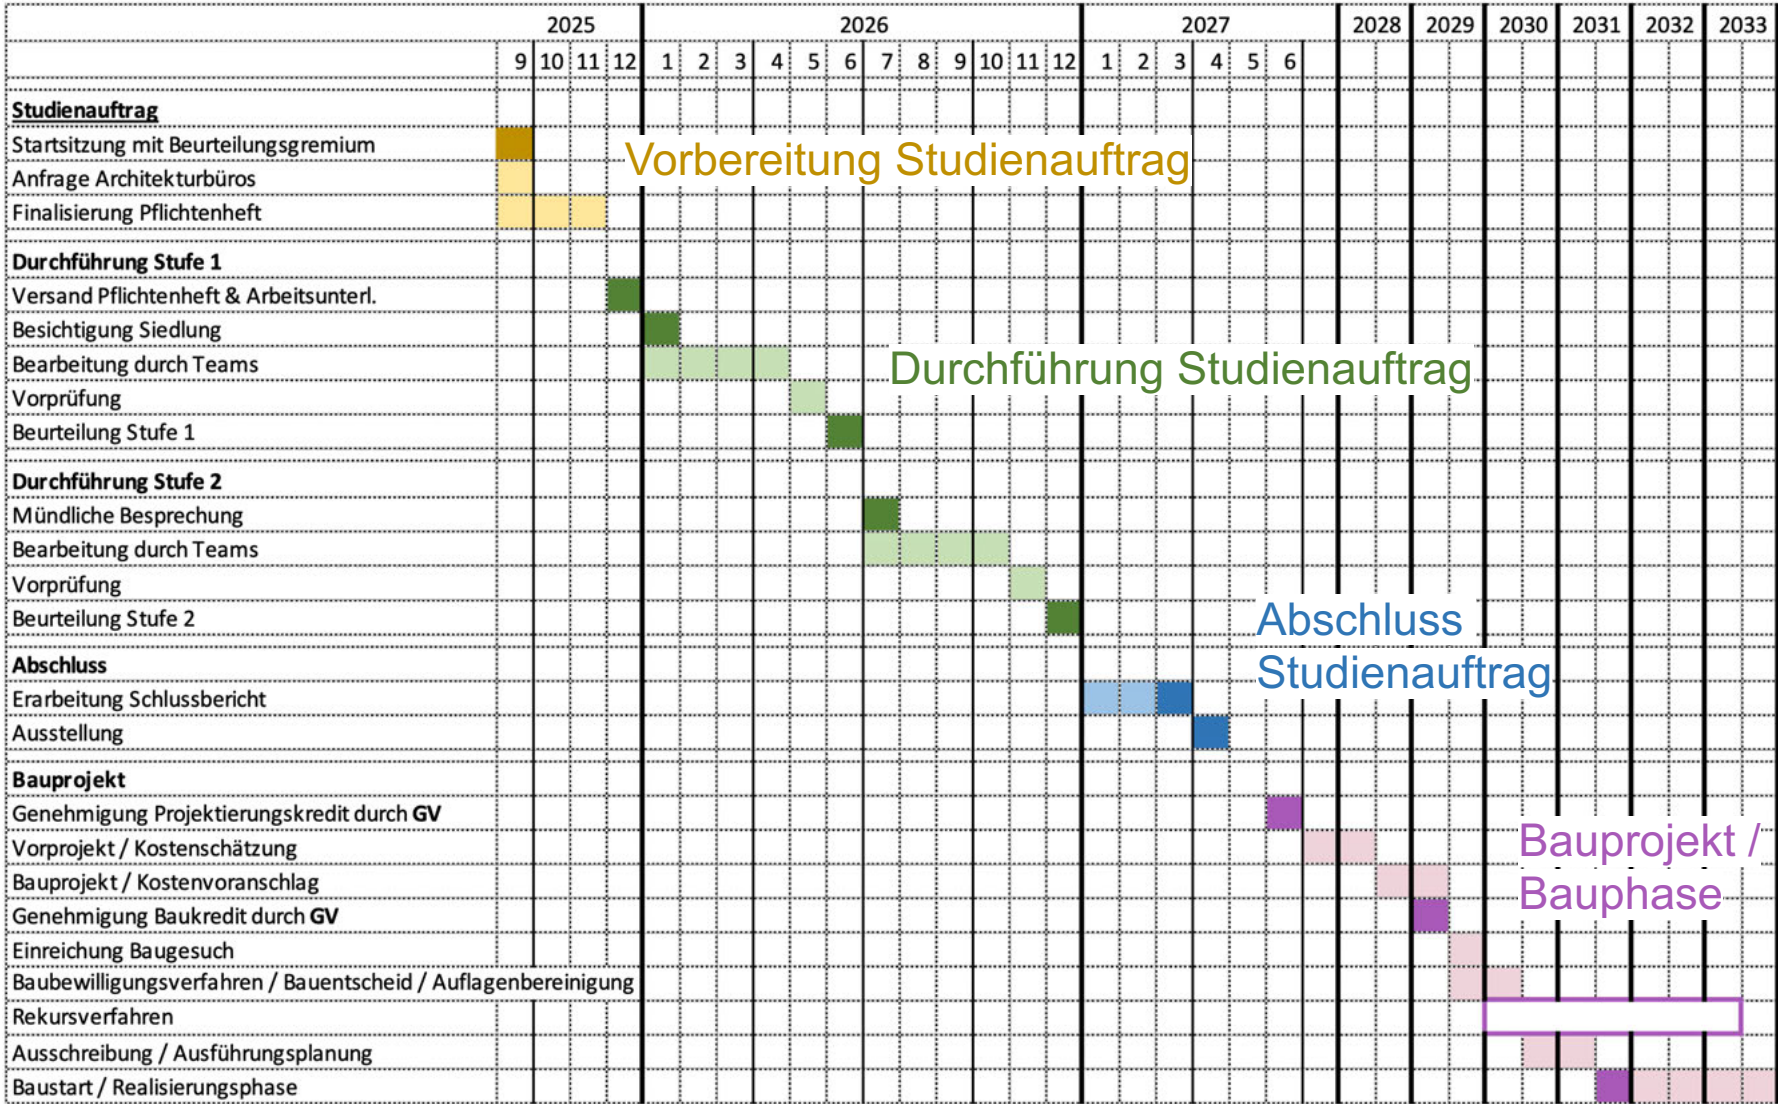 2025 2026 2027 2028 2029 2030 2031 2032 2033
9 10 11 12 1 2 3 4 5 6 7 8 9 10 11 12 1 2 3 4 5 6
Studienauftrag
Startsitzung mit Beurteilungsgremium
Vorbereitung Studienauftrag
Anfrage Architekturbüros
Finalisierung Pflichtenheft
Durchführung Stufe 1
Versand Pflichtenheft & Arbeitsunterl.
Besichtigung Siedlung
Bearbeitung durch Teams
Durchführung Studienauftrag
Vorprüfung
Beurteilung Stufe 1
Durchführung Stufe 2
Mündliche Besprechung
Bearbeitung durch Teams
Vorprüfung
Beurteilung Stufe 2
Abschluss
Studienauftrag
Abschluss
Erarbeitung Schlussbericht
Ausstellung
Bauprojekt
Genehmigung Projektierungskredit durch GV
Vorprojekt / Kostenschätzung
Bauprojekt /
Bauphase
Bauprojekt / Kostenvoranschlag
Genehmigung Baukredit durch GV
Einreichung Baugesuch
Baubewilligungsverfahren / Bauentscheid / Auflagenbereinigung
Rekursverfahren
Ausschreibung / Ausführungsplanung
Baustart / Realisierungsphase